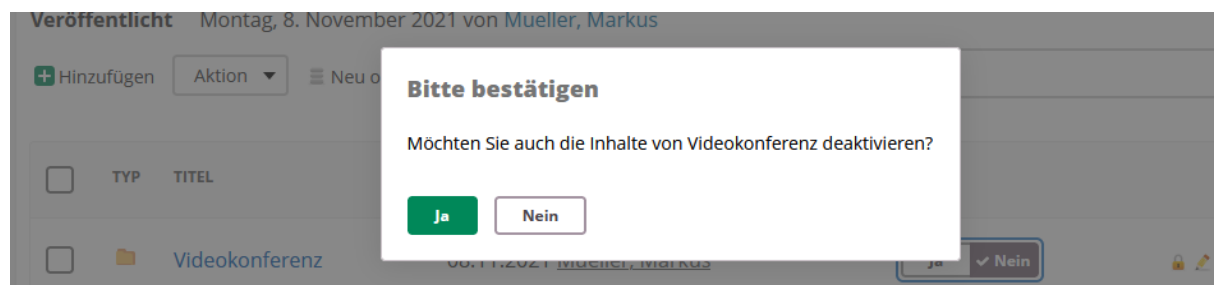 Veröffentlicht Montag, 8. November 2021 von Mueller, Markus
Hinzufügen Aktion Neu o
Bitte bestätigen
Möchten Sie auch die Inhalte von Videokonferenz deaktivieren?
TYP TITEL
Ja Nein
Videokonferenz 08.11.2021 Mueller, Markus Ja Nein